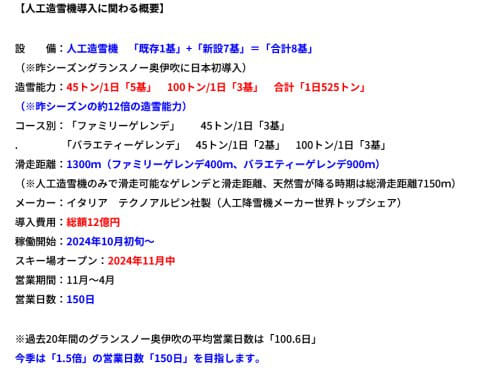 【人工造雪機導入に関わる概要】
設　　備：人工造雪機　「既存1基」+「新設7基」＝「合計8基」
（※昨シーズングランスノー奥伊吹に日本初導入）
造雪能力：45トン/1日「5基」　100トン/1日「3基」　合計「1日525トン」
（※昨シーズンの約12倍の造雪能力）
コース別：「ファミリーゲレンデ」　　45トン/1日「3基」
.　　　　　「バラエティーゲレンデ」　45トン/1日「2基」　100トン/1日「3基」
滑走距離：1300ｍ（ファミリーゲレンデ400ｍ、バラエティーゲレンデ900ｍ）
（※人工造雪機のみで滑走可能なゲレンデと滑走距離、天然雪が降る時期は総滑走距離7150ｍ）
メーカー：イタリア　テクノアルピン社製（人工降雪機メーカー世界トップシェア）
導入費用：総額12億円
稼働開始：2024年10月初旬～
スキー場オープン：2024年11月中
営業期間：11月～4月
営業日数：150日
※過去20年間のグランスノー奥伊吹の平均営業日数は「100.6日」
今季は「1.5倍」の営業日数「150日」を目指します。